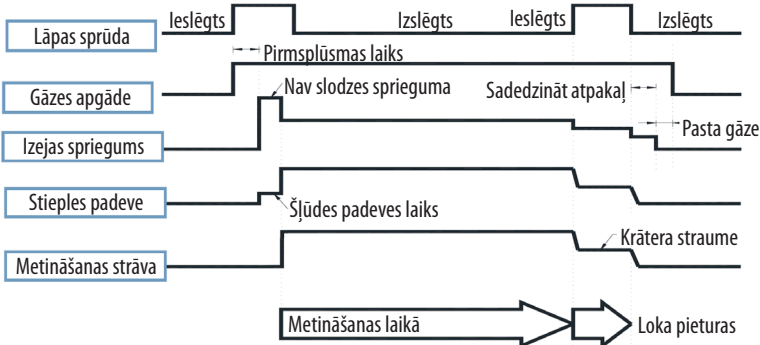 Ieslēgts Izslēgts Ieslēgts Izslēgts
Lāpas sprūda
Pirmsplūsmas laiks
Nav slodzes sprieguma
Sadedzināt atpakaļ
Gāzes apgāde
Pasta gāze
Izejas spriegums
Stieples padeve
Šļūdes padeves laiks
Krātera straume
Metināšanas strāva
Metināšanas laikā
Loka pieturas